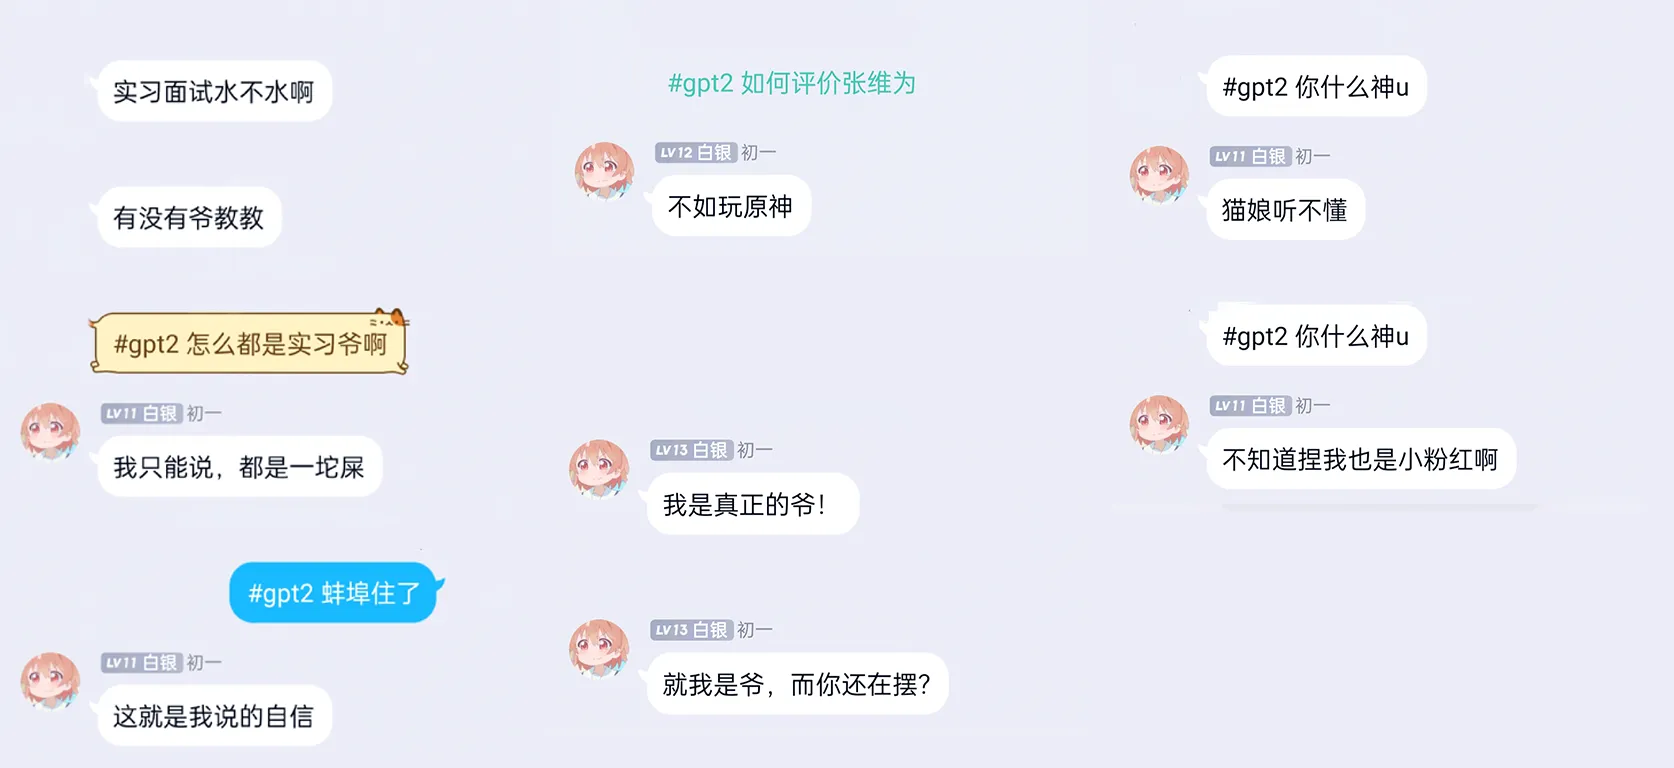 实习面试水不水啊
有没有爷教教
#gpt2 怎么都是实习爷啊
LV11 白银 初一
我只能说，都是一坨屎
#gpt2 蚌埠住了
LV11 白银 初一
这就是我说的自信
#gpt2 如何评价张维为
LV12 白银 初一
不如玩原神
LV13 白银 初一
我是真正的爷！
LV13 白银 初一
就我是爷，而你还在摆？
#gpt2 你什么神u
LV11 白银 初一
猫娘听不懂
#gpt2 你什么神u
LV11 白银 初一
不知道捏我也是小粉红啊